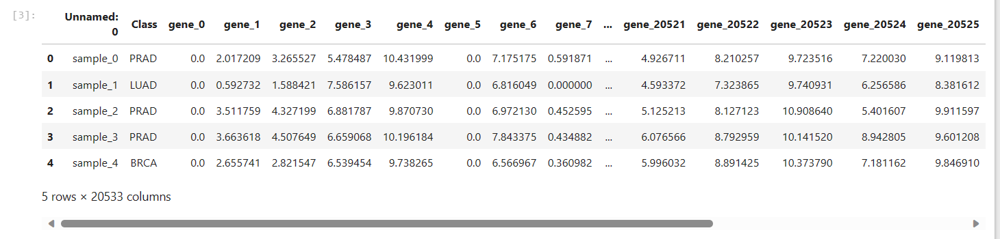 [3]:
Unnamed: 0 Class gene_0 gene_1 gene_2 gene_3 gene_4 gene_5 gene_6 gene_7 ... gene_20521 gene_20522 gene_20523 gene_20524 gene_20525
0 sample_0 PRAD 0.0 2.017209 3.265527 5.478487 10.431999 0.0 7.175175 0.591871 ... 4.926711 8.210257 9.723516 7.220030 9.119813
1 sample_1 LUAD 0.0 0.592732 1.588421 7.586157 9.623011 0.0 6.816049 0.000000 ... 4.593372 7.323865 9.740931 6.256586 8.381612
2 sample_2 PRAD 0.0 3.511759 4.327199 6.881787 9.870730 0.0 6.972130 0.452595 ... 5.125213 8.127123 10.908640 5.401607 9.911597
3 sample_3 PRAD 0.0 3.663618 4.507649 6.659068 10.196184 0.0 7.843375 0.434882 ... 6.076566 8.792959 10.141520 8.942805 9.601208
4 sample_4 BRCA 0.0 2.655741 2.821547 6.539454 9.738265 0.0 6.566967 0.360982 ... 5.996032 8.891425 10.373790 7.181162 9.846910
5 rows × 20533 columns